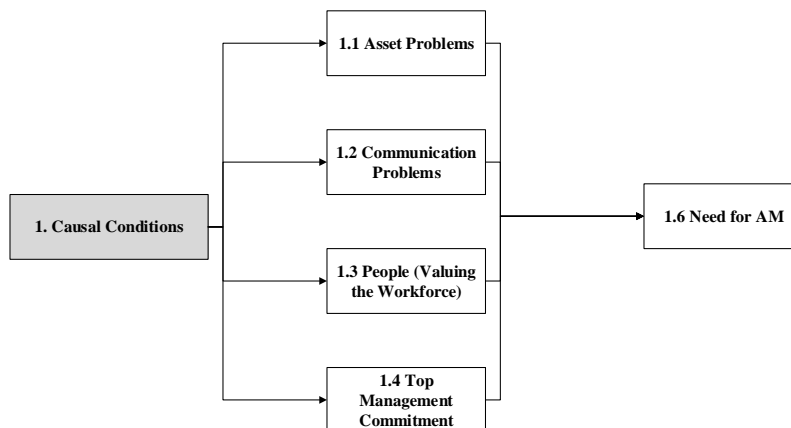 1.1 Asset Problems
1.2 Communication
Problems
1. Causal Conditions
1.6 Need for AM
1.3 People (Valuing
the Workforce)
1.4 Top
Management
Commitment